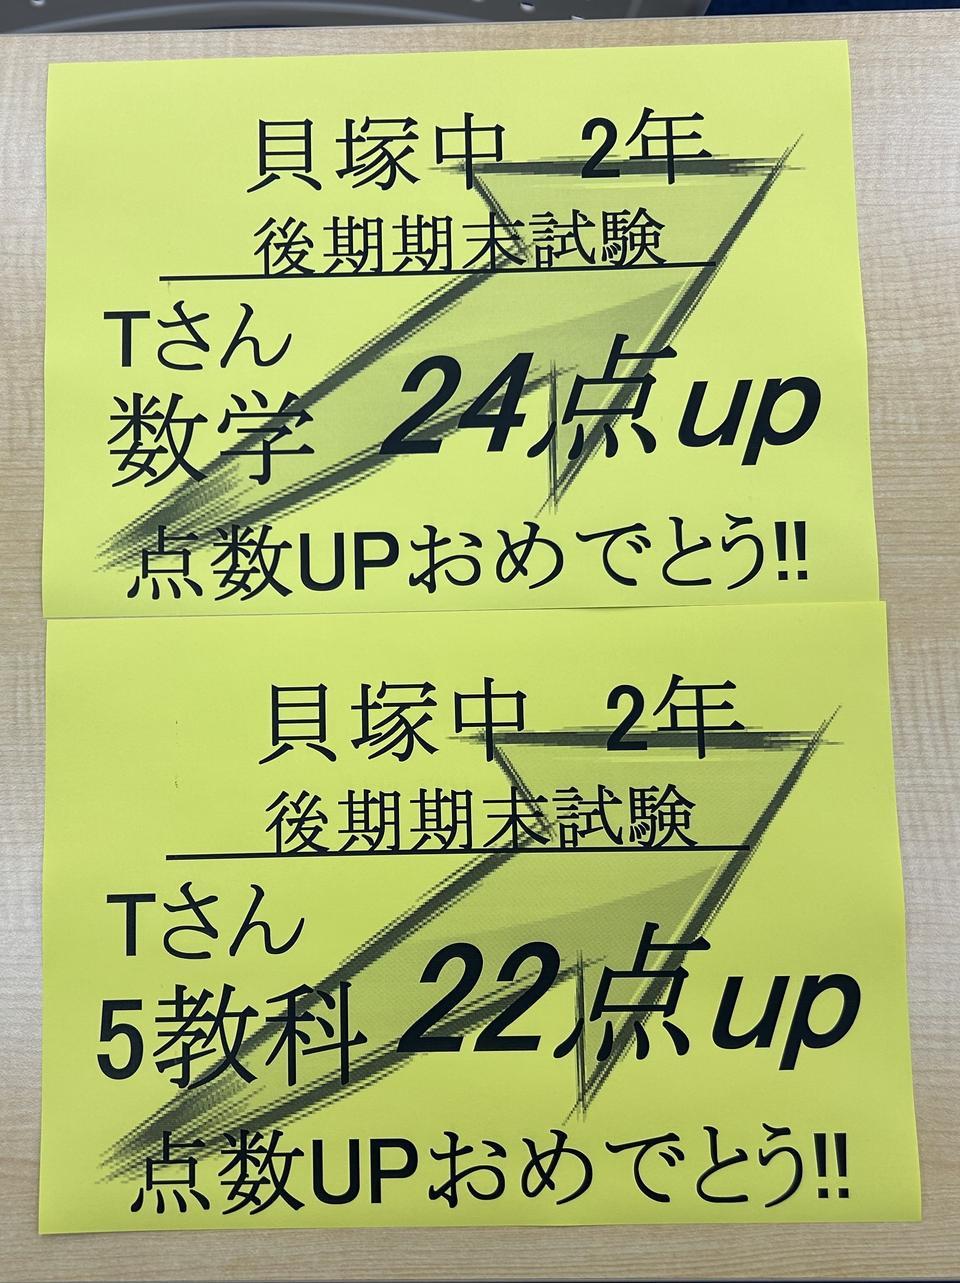 貝塚中 2年
後期期末試験
Tさん
数学 24点up
点数UPおめでとう!!
貝塚中 2年
後期期末試験
Tさん
5教科 22点up
点数UPおめでとう!!